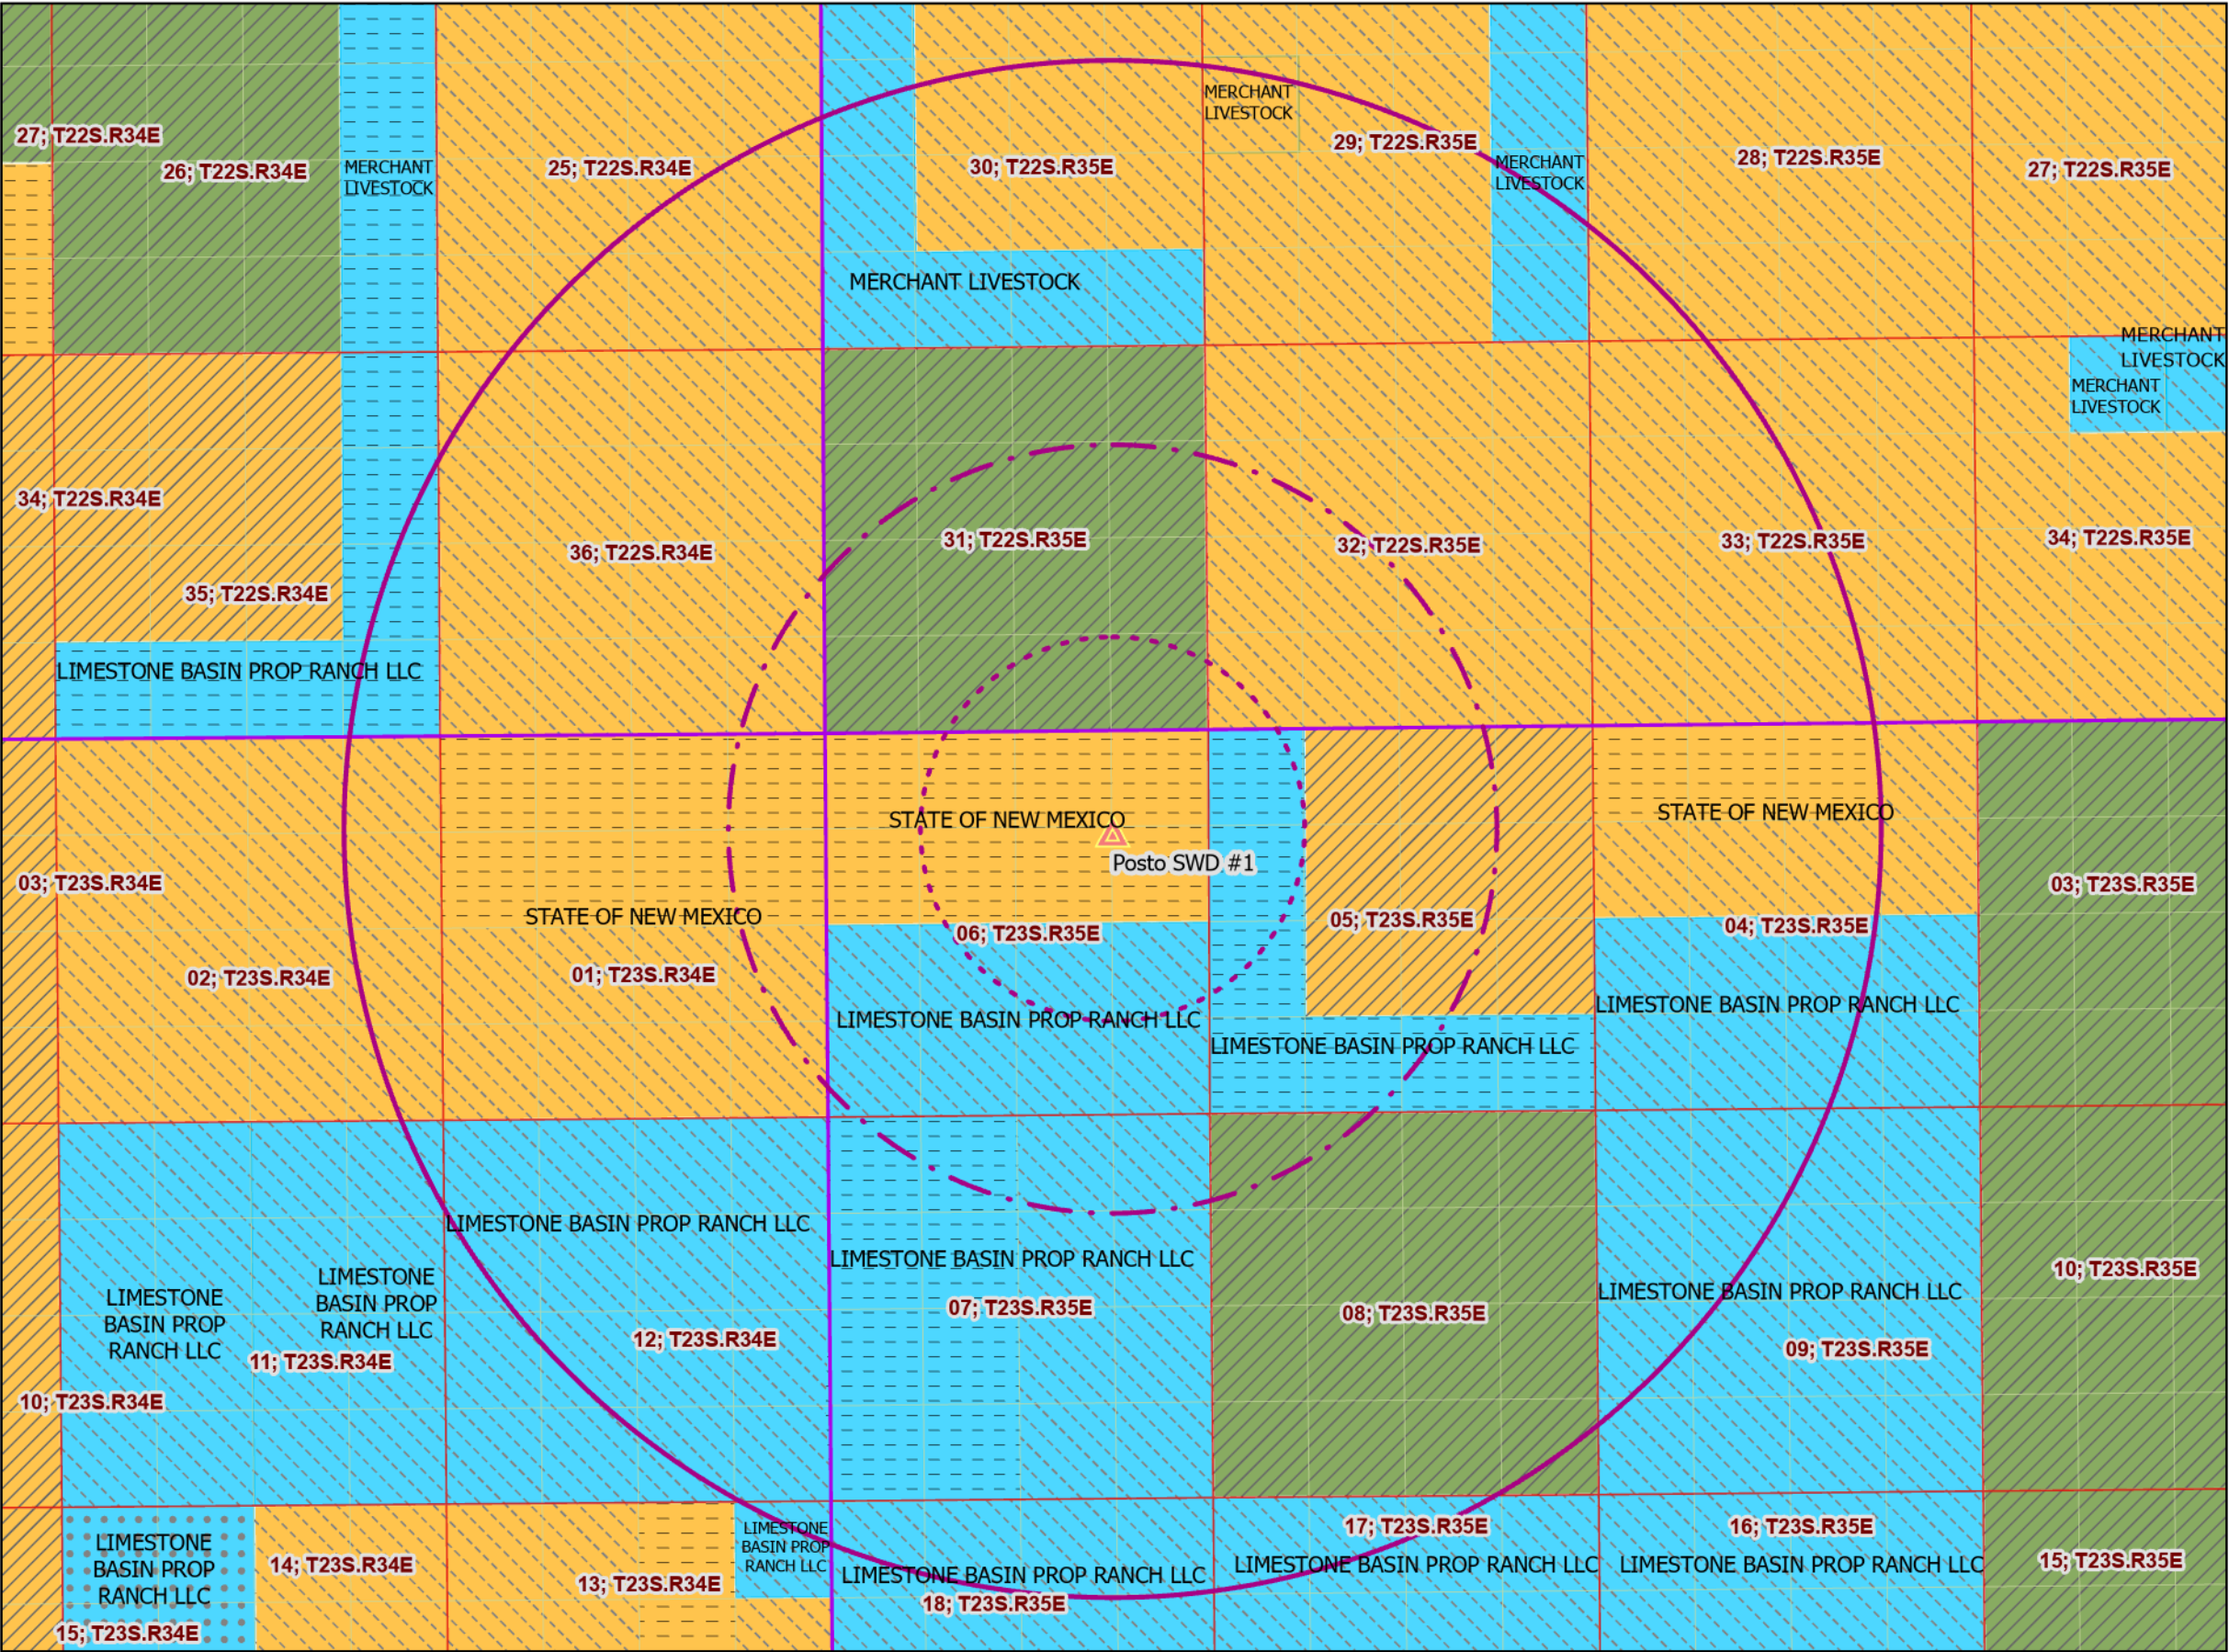 27; T22S.R34E
26; T22S.R34E
MERCHANT
LIVESTOCK
25; T22S.R34E
30; T22S.R35E
MERCHANT
LIVESTOCK
29; T22S.R35E
MERCHANT
LIVESTOCK
28; T22S.R35E
27; T22S.R35E
MERCHANT LIVESTOCK
MERCHANT
LIVESTOCK
MERCHANT
LIVESTOCK
34; T22S.R34E
35; T22S.R34E
36; T22S.R34E
31; T22S.R35E
32; T22S.R35E
33; T22S.R35E
34; T22S.R35E
LIMESTONE BASIN PROP RANCH LLC
STATE OF NEW MEXICO
Posto SWD #1
STATE OF NEW MEXICO
03; T23S.R34E
02; T23S.R34E
STATE OF NEW MEXICO
01; T23S.R34E
06; T23S.R35E
05; T23S.R35E
04; T23S.R35E
03; T23S.R35E
LIMESTONE BASIN PROP RANCH LLC
LIMESTONE BASIN PROP RANCH LLC
LIMESTONE BASIN PROP RANCH LLC
LIMESTONE BASIN PROP RANCH LLC
LIMESTONE BASIN PROP RANCH LLC
LIMESTONE BASIN PROP RANCH LLC
LIMESTONE
BASIN PROP
RANCH LLC
LIMESTONE
BASIN PROP
RANCH LLC
10; T23S.R34E
11; T23S.R34E
12; T23S.R34E
07; T23S.R35E
08; T23S.R35E
09; T23S.R35E
10; T23S.R35E
LIMESTONE
BASIN PROP
RANCH LLC
15; T23S.R34E
14; T23S.R34E
13; T23S.R34E
LIMESTONE
BASIN PROP
RANCH LLC
LIMESTONE BASIN PROP RANCH LLC
18; T23S.R35E
17; T23S.R35E
LIMESTONE BASIN PROP RANCH LLC
16; T23S.R35E
LIMESTONE BASIN PROP RANCH LLC
15; T23S.R35E